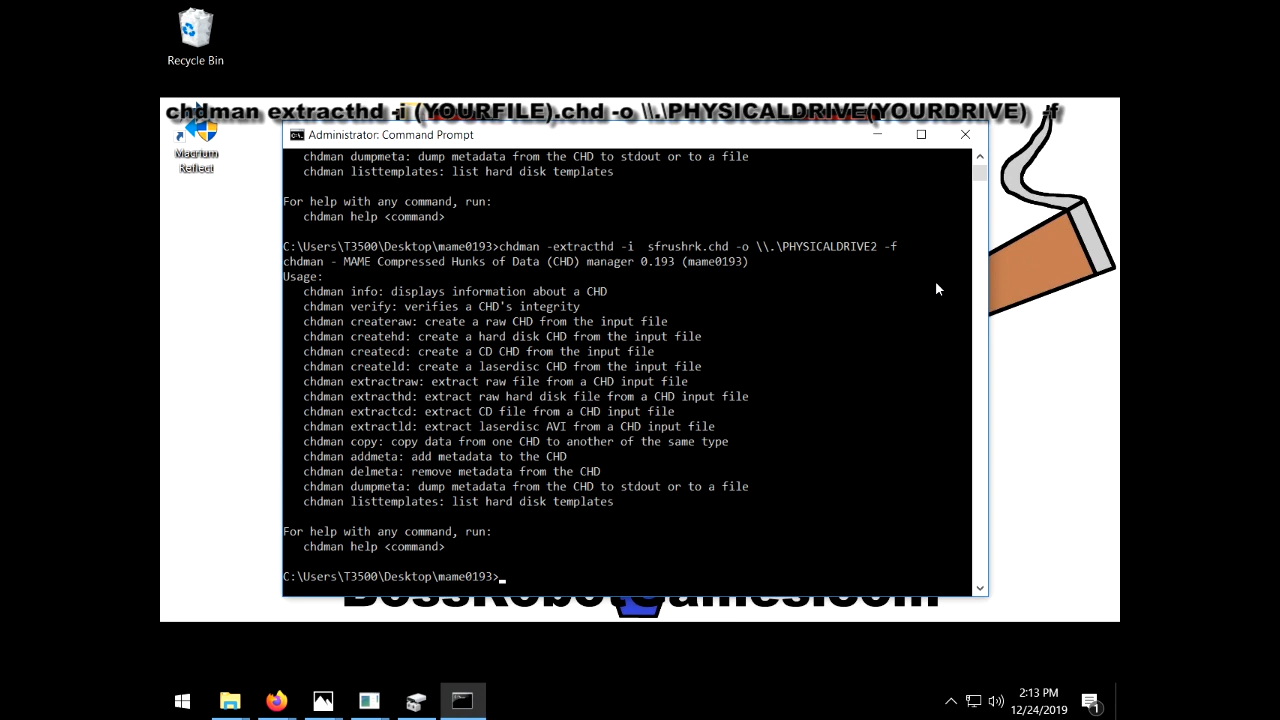 Recycle Bin
chdman extracthd -i (YOURFILE).chd -o \\.\PHYSICALDRIVE(YOURDRIVE) -f
Macrium
Reflect
Administrator: Command Prompt
chdman dumpmeta: dump metadata from the CHD to stdout or to a file
chdman listtemplates: list hard disk templates
For help with any command, run:
chdman help <command>
C:\Users\T3500\Desktop\mame0193>chdman -extracthd -i  sfrushrk.chd -o \\.\PHYSICALDRIVE2 -f
chdman - MAME Compressed Hunks of Data (CHD) manager 0.193 (mame0193)
Usage:
chdman info: displays information about a CHD
chdman verify: verifies a CHD's integrity
chdman createraw: create a raw CHD from the input file
chdman createhd: create a hard disk CHD from the input file
chdman createcd: create a CD CHD from the input file
chdman createld: create a laserdisc CHD from the input file
chdman extractraw: extract raw file from a CHD input file
chdman extracthd: extract raw hard disk file from a CHD input file
chdman extractcd: extract CD file from a CHD input file
chdman extractld: extract laserdisc AVI from a CHD input file
chdman copy: copy data from one CHD to another of the same type
chdman addmeta: add metadata to the CHD
chdman delmeta: remove metadata from the CHD
chdman dumpmeta: dump metadata from the CHD to stdout or to a file
chdman listtemplates: list hard disk templates
For help with any command, run:
chdman help <command>
C:\Users\T3500\Desktop\mame0193>_
2:13 PM
12/24/2019
1